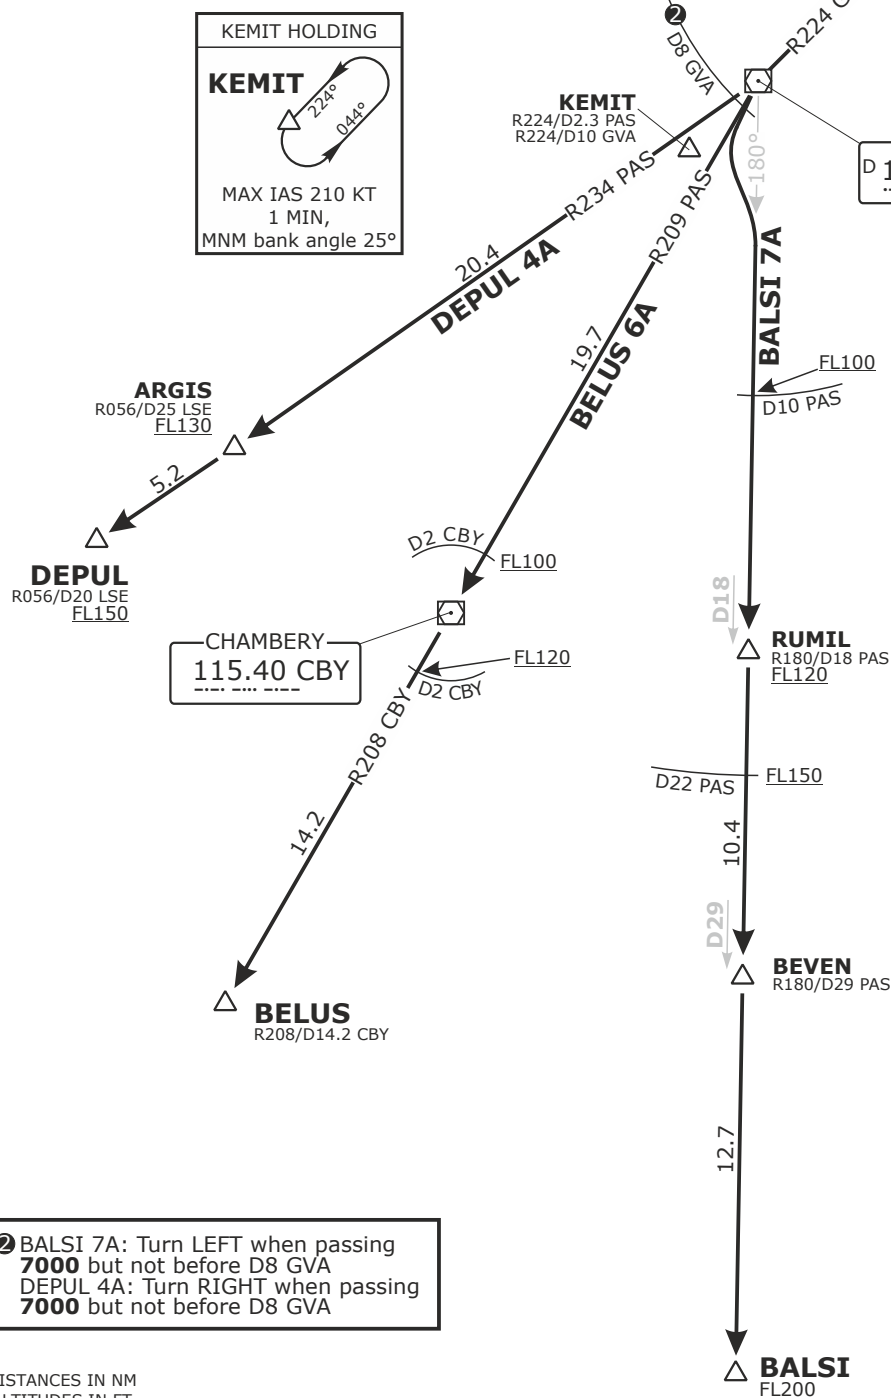 KEMIT HOLDING
KEMIT
224°
044°
MAX IAS 210 KT
1 MIN,
MNM bank angle 25°
2
D8 GVA
R224
KEMIT
R224/D2.3 PAS
R224/D10 GVA
D 1
180°
R234 PAS
20.4
DEPUL 4A
R209 PAS
19.7
BELUS 6A
BALSI 7A
FL100
D10 PAS
ARGIS
R056/D25 LSE
FL130
5.2
DEPUL
R056/D20 LSE
FL150
D2 CBY
FL100
CHAMBERY
115.40 CBY
FL120
D2 CBY
R208 CBY
14.2
BELUS
R208/D14.2 CBY
D18
RUMIL
R180/D18 PAS
FL120
D22 PAS
FL150
10.4
D29
BEVEN
R180/D29 PAS
12.7
BALSI
FL200
2 BALSI 7A: Turn LEFT when passing
7000 but not before D8 GVA
DEPUL 4A: Turn RIGHT when passing
7000 but not before D8 GVA
ISTANCES IN NM